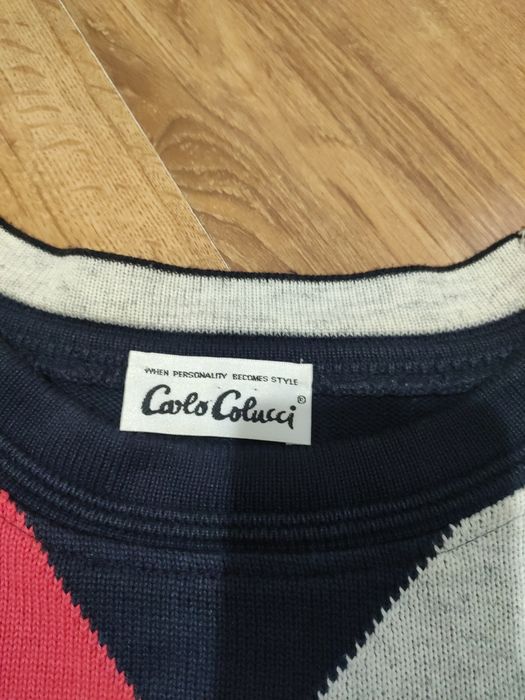 WHEN PERSONALITY BECOMES STYLE
Carlo Colucci ®